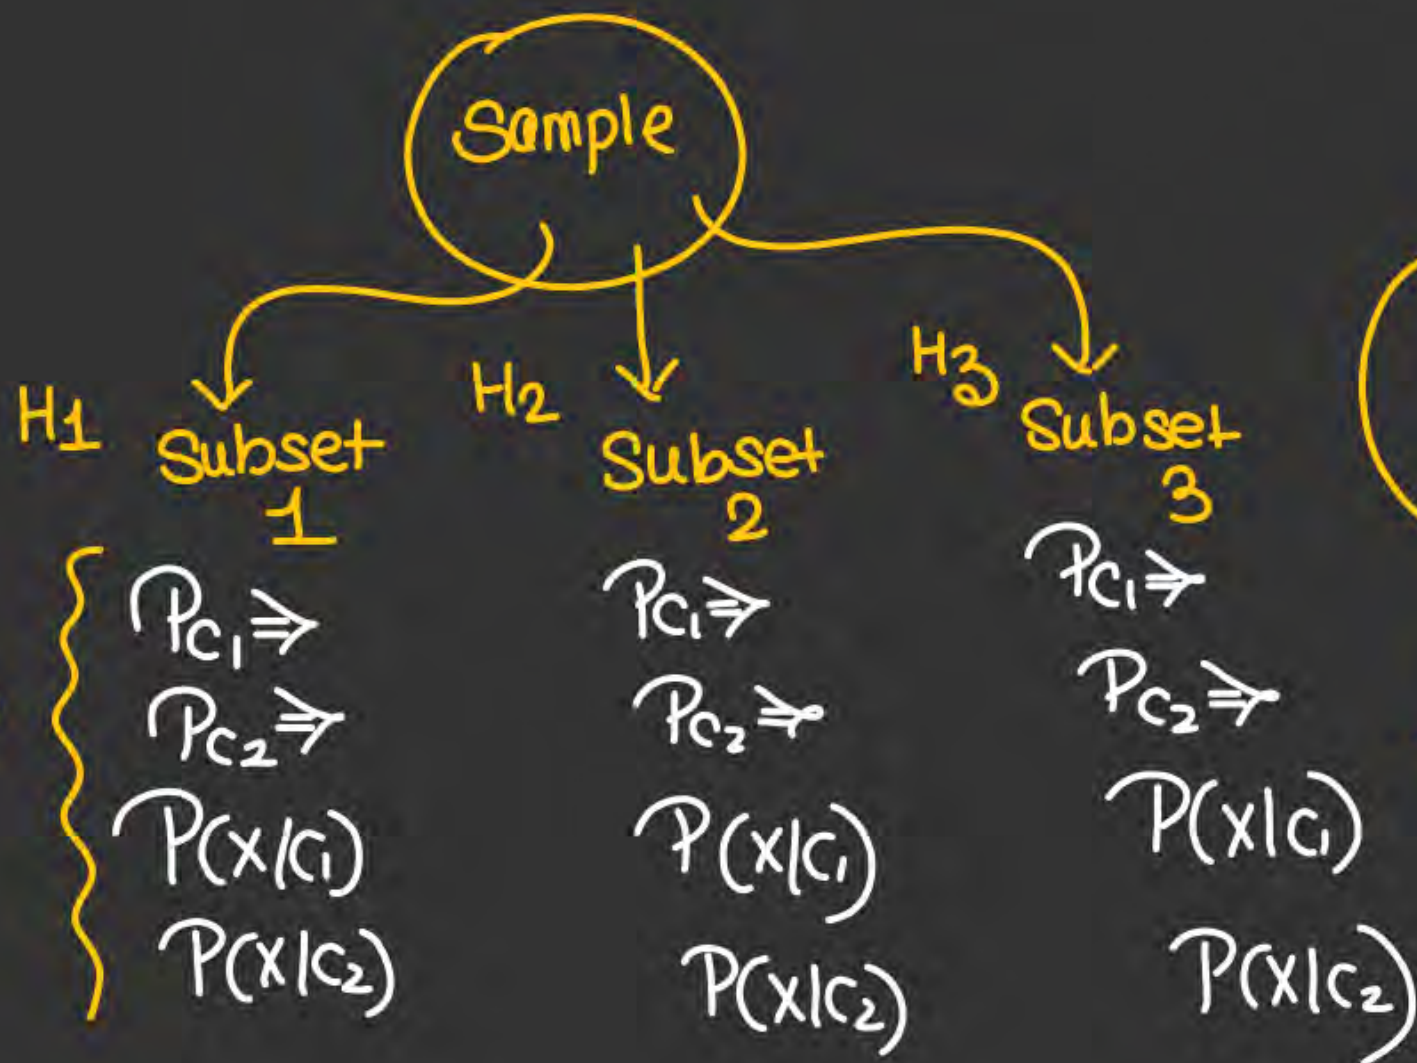 Sample
H1
Subset
1
H2
Subset
2
H3
Subset
3
PC1⇒
PC2⇒
P(X/C1)
P(X/C2)
PC1⇒
PC2⇒
P(X/C1)
P(X/C2)
PC1⇒
PC2⇒
P(X|C1)
P(X|C2)